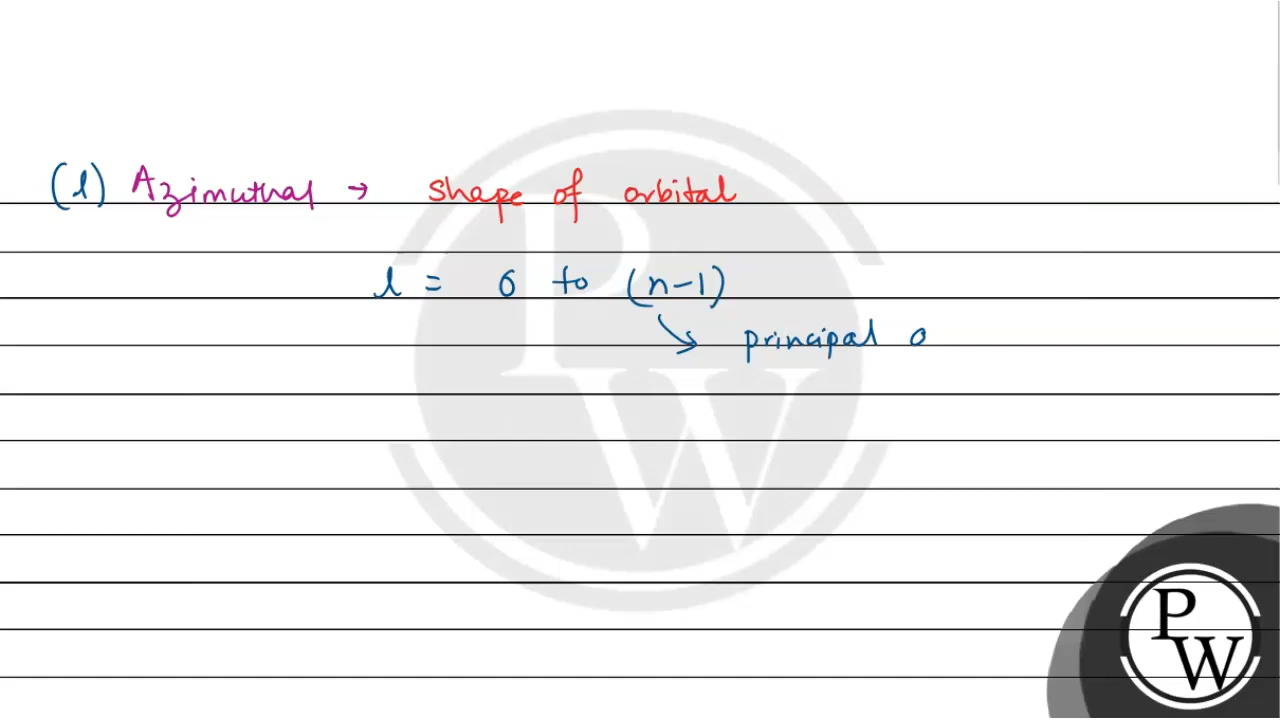 (l) Azimuthal → shape of orbital
l = 0 to (n-1)
↘ principal
P
W
P
W